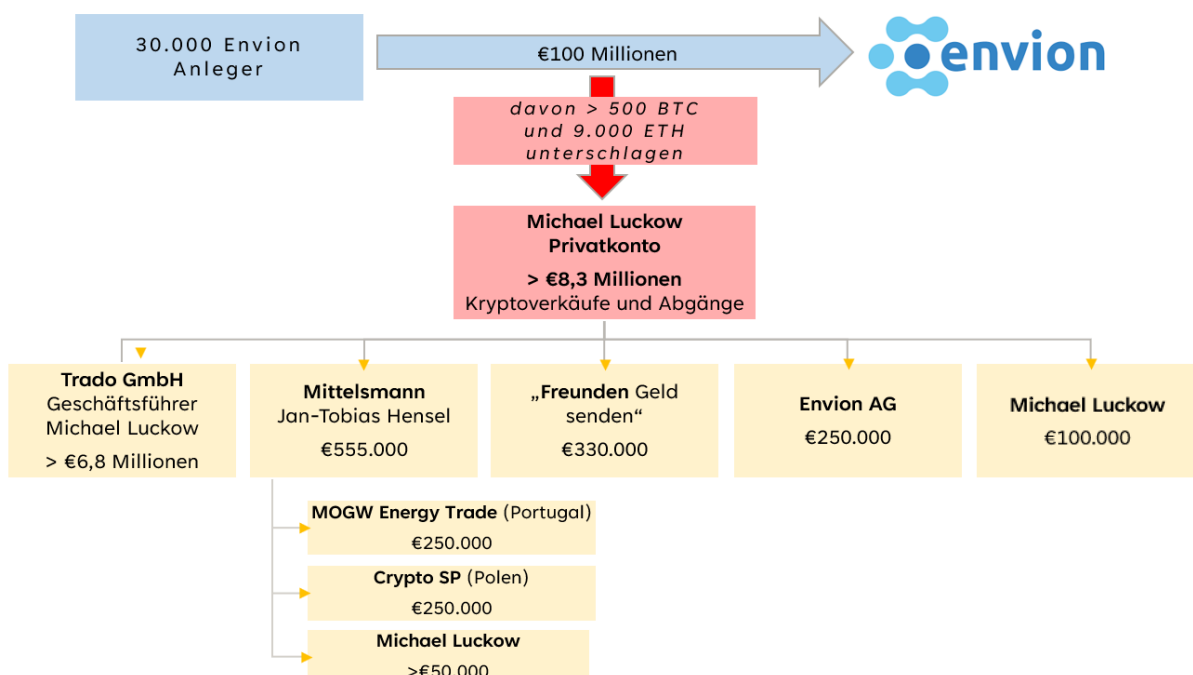 30.000 Envion
Anleger
€100 Millionen
envion
davon > 500 BTC
und 9.000 ETH
unterschlagen
Michael Luckow
Privatkonto
> €8,3 Millionen
Kryptoverkäufe und Abgänge
Trado GmbH
Geschäftsführer
Michael Luckow
> €6,8 Millionen
Mittelsmann
Jan-Tobias Hensel
€555.000
„Freunden Geld
senden“
€330.000
Envion AG
€250.000
Michael Luckow
€100.000
MOGW Energy Trade (Portugal)
€250.000
Crypto SP (Polen)
€250.000
Michael Luckow
>€50.000